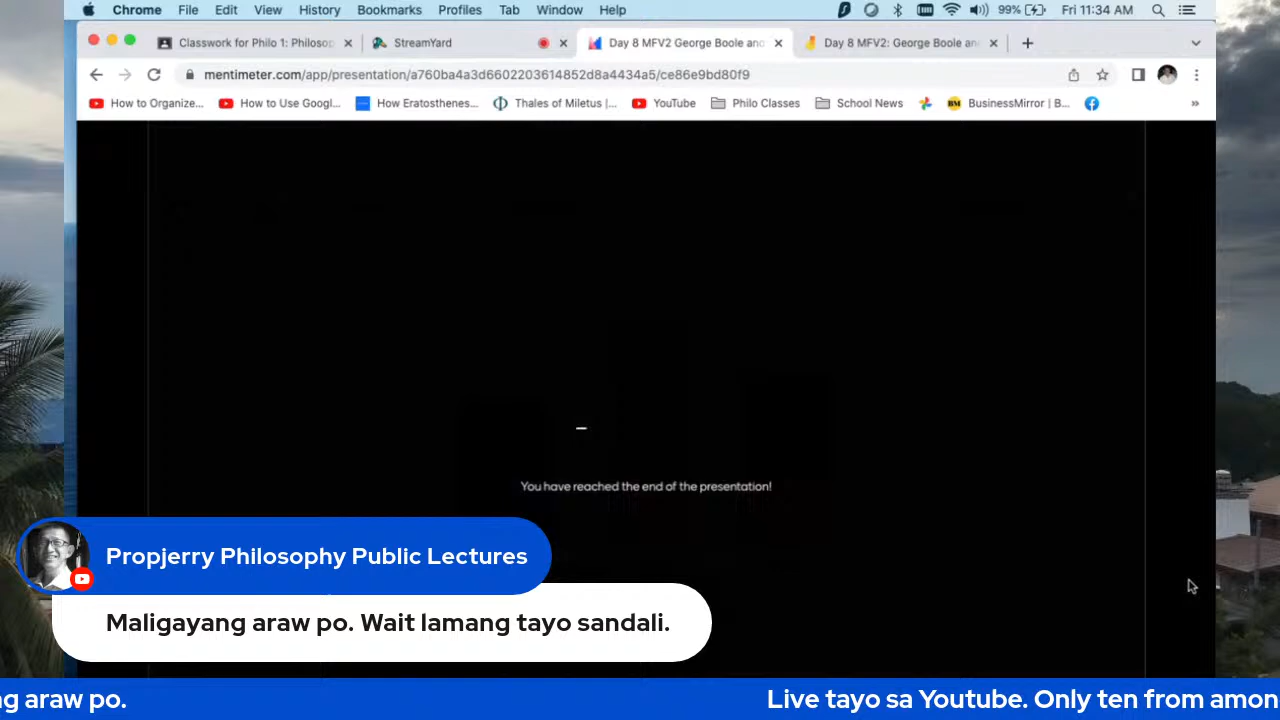 Chrome File Edit View History Bookmarks Profiles Tab Window Help 99% Fri 11:34 AM
Classwork for Philo 1: Philosop StreamYard Day 8 MFV2 George Boole and Day 8 MFV2: George Boole an
mentimeter.com/app/presentation/a760ba4a3d6602203614852d8a4434a5/ce86e9bd80f9
How to Organize... How to Use Googl... How Eratosthenes... Thales of Miletus |... YouTube Philo Classes School News BM BusinessMirror | B... »
You have reached the end of the presentation!
Propjerry Philosophy Public Lectures
Maligayang araw po. Wait lamang tayo sandali.
ng araw po. Live tayo sa Youtube. Only ten from amon